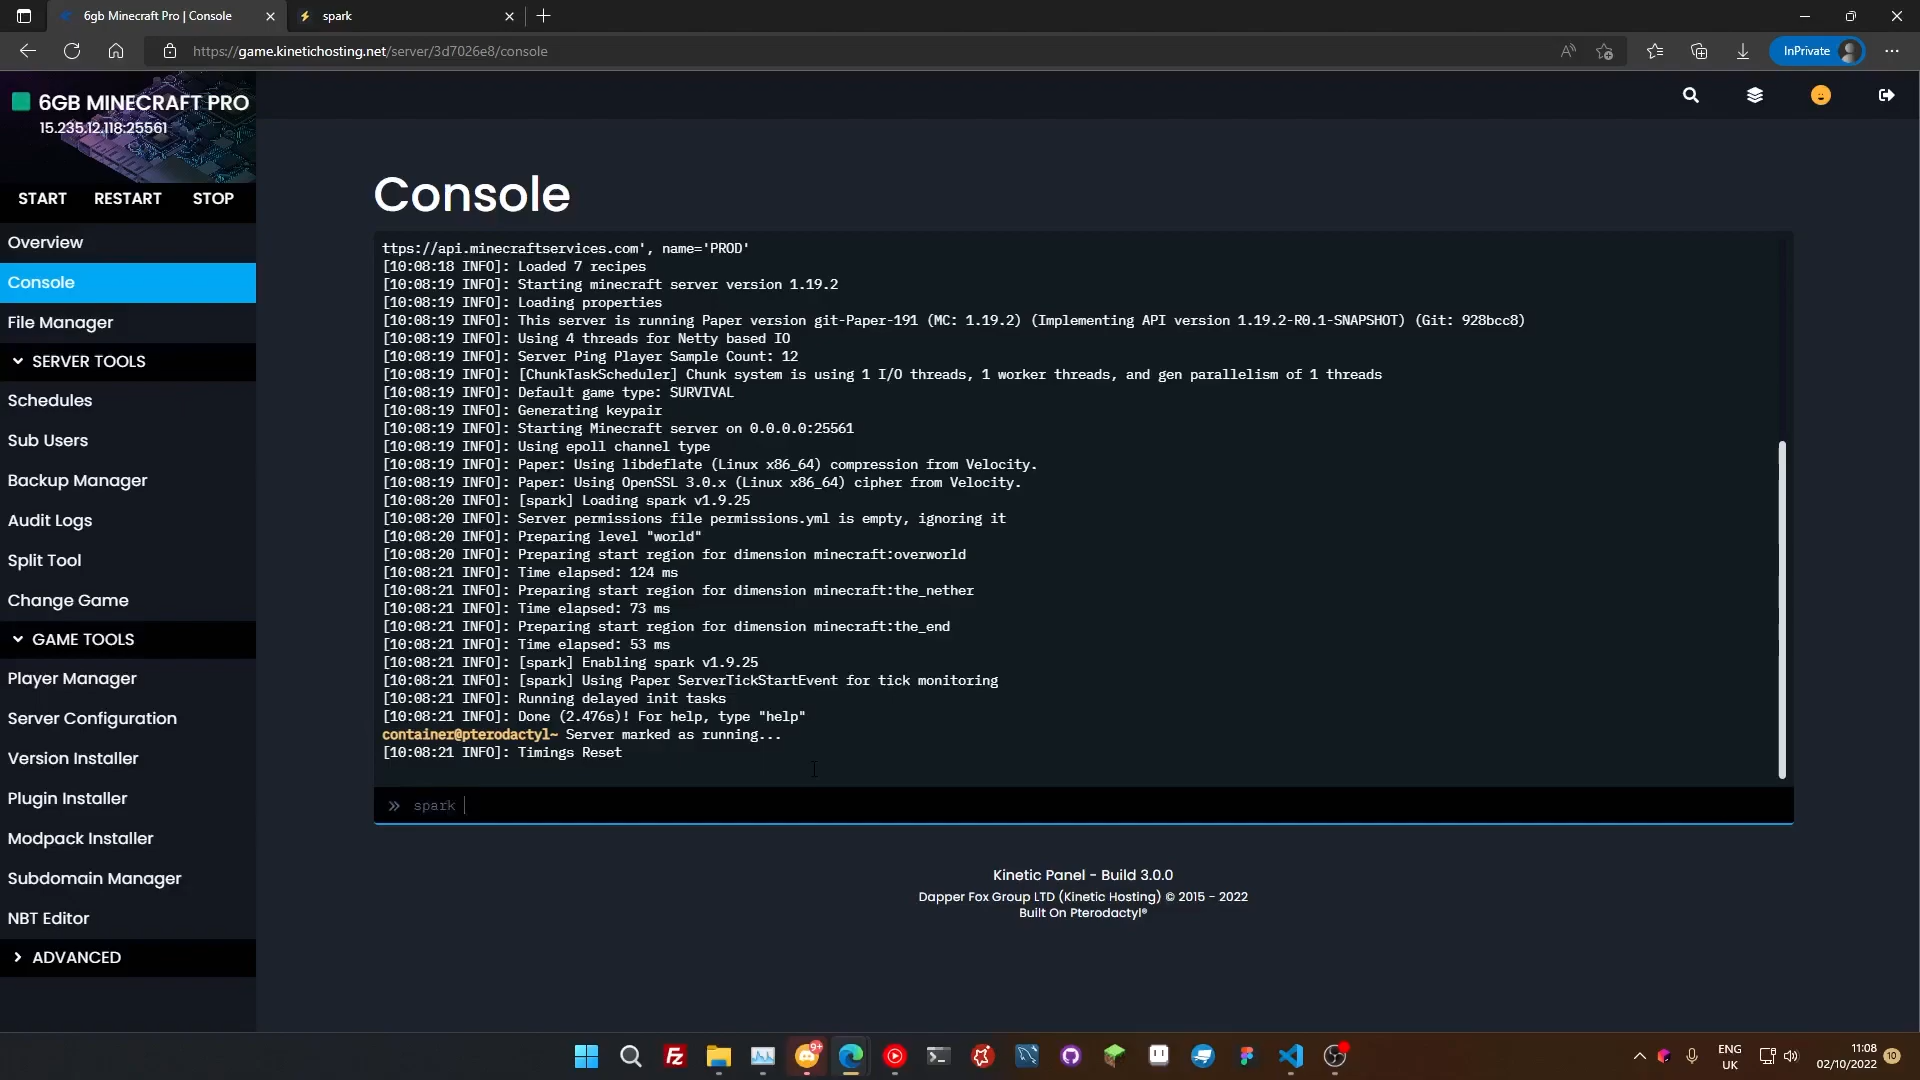 6gb Minecraft Pro | Console
spark
https://game.kinetichosting.net/server/3d7026e8/console
InPrivate
6GB MINECRAFT PRO
15.235.12.118:25561
START RESTART STOP
Overview
Console
File Manager
SERVER TOOLS
Schedules
Sub Users
Backup Manager
Audit Logs
Split Tool
Change Game
GAME TOOLS
Player Manager
Server Configuration
Version Installer
Plugin Installer
Modpack Installer
Subdomain Manager
NBT Editor
ADVANCED
Console
ttps://api.minecraftservices.com', name='PROD'
[10:08:18 INFO]: Loaded 7 recipes
[10:08:19 INFO]: Starting minecraft server version 1.19.2
[10:08:19 INFO]: Loading properties
[10:08:19 INFO]: This server is running Paper version git-Paper-191 (MC: 1.19.2) (Implementing API version 1.19.2-R0.1-SNAPSHOT) (Git: 928bcc8)
[10:08:19 INFO]: Using 4 threads for Netty based IO
[10:08:19 INFO]: Server Ping Player Sample Count: 12
[10:08:19 INFO]: [ChunkTaskScheduler] Chunk system is using 1 I/O threads, 1 worker threads, and gen parallelism of 1 threads
[10:08:19 INFO]: Default game type: SURVIVAL
[10:08:19 INFO]: Generating keypair
[10:08:19 INFO]: Starting Minecraft server on 0.0.0.0:25561
[10:08:19 INFO]: Using epoll channel type
[10:08:19 INFO]: Paper: Using libdeflate (Linux x86_64) compression from Velocity.
[10:08:19 INFO]: Paper: Using OpenSSL 3.0.x (Linux x86_64) cipher from Velocity.
[10:08:20 INFO]: [spark] Loading spark v1.9.25
[10:08:20 INFO]: Server permissions file permissions.yml is empty, ignoring it
[10:08:20 INFO]: Preparing level "world"
[10:08:20 INFO]: Preparing start region for dimension minecraft:overworld
[10:08:21 INFO]: Time elapsed: 124 ms
[10:08:21 INFO]: Preparing start region for dimension minecraft:the_nether
[10:08:21 INFO]: Time elapsed: 73 ms
[10:08:21 INFO]: Preparing start region for dimension minecraft:the_end
[10:08:21 INFO]: Time elapsed: 53 ms
[10:08:21 INFO]: [spark] Enabling spark v1.9.25
[10:08:21 INFO]: [spark] Using Paper ServerTickStartEvent for tick monitoring
[10:08:21 INFO]: Running delayed init tasks
[10:08:21 INFO]: Done (2.476s)! For help, type "help"
container@pterodactyl~ Server marked as running...
[10:08:21 INFO]: Timings Reset
» spark
Kinetic Panel - Build 3.0.0
Dapper Fox Group LTD (Kinetic Hosting) © 2015 - 2022
Built On Pterodactyl®
Fz
9+
ENG
UK
11:08
02/10/2022
10